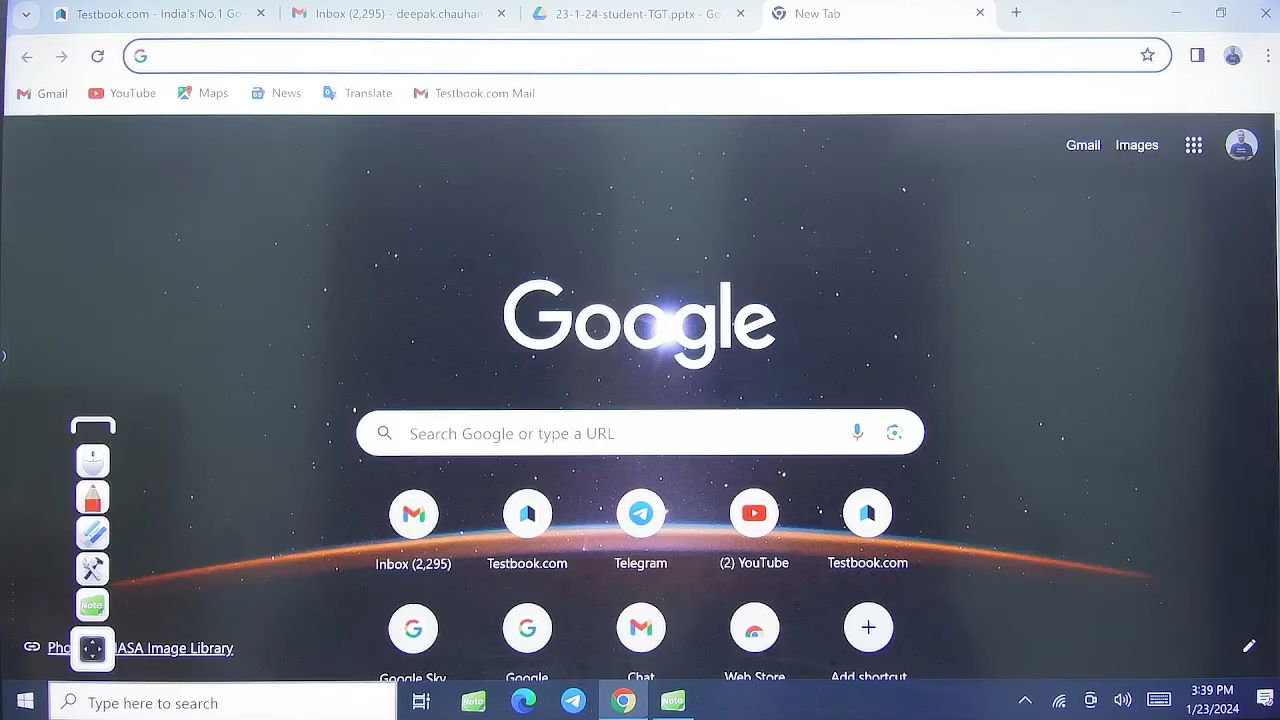 Testbook.com - India's No.1 Go
Inbox (2,295) - deepak.chauhan
23-1-24-student-TGT.pptx - Go
New Tab
Gmail
YouTube
Maps
News
Translate
Testbook.com Mail
Gmail
Images
Google
Search Google or type a URL
Inbox (2,295)
Testbook.com
Telegram
(2) YouTube
Testbook.com
Google Sky
Google
Chat
Web Store
Add shortcut
Note
Pho
ASA Image Library
Type here to search
Note
Note
3:39 PM
1/23/2024